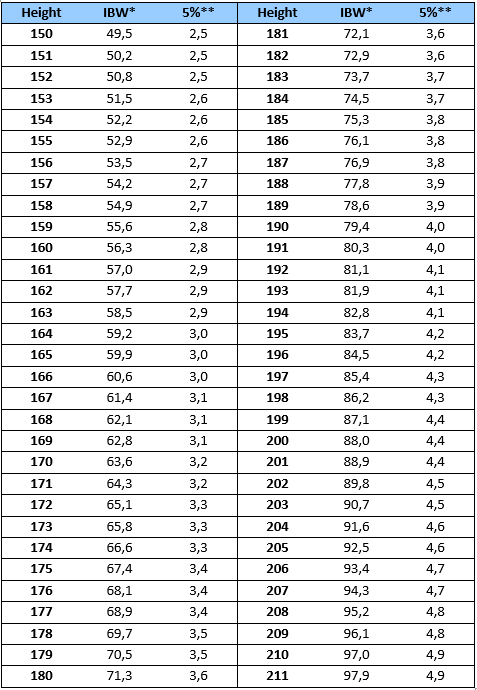 Height IBW* 5%** Height IBW* 5%**
150 49,5 2,5 181 72,1 3,6
151 50,2 2,5 182 72,9 3,6
152 50,8 2,5 183 73,7 3,7
153 51,5 2,6 184 74,5 3,7
154 52,2 2,6 185 75,3 3,8
155 52,9 2,6 186 76,1 3,8
156 53,5 2,7 187 76,9 3,8
157 54,2 2,7 188 77,8 3,9
158 54,9 2,7 189 78,6 3,9
159 55,6 2,8 190 79,4 4,0
160 56,3 2,8 191 80,3 4,0
161 57,0 2,9 192 81,1 4,1
162 57,7 2,9 193 81,9 4,1
163 58,5 2,9 194 82,8 4,1
164 59,2 3,0 195 83,7 4,2
165 59,9 3,0 196 84,5 4,2
166 60,6 3,0 197 85,4 4,3
167 61,4 3,1 198 86,2 4,3
168 62,1 3,1 199 87,1 4,4
169 62,8 3,1 200 88,0 4,4
170 63,6 3,2 201 88,9 4,4
171 64,3 3,2 202 89,8 4,5
172 65,1 3,3 203 90,7 4,5
173 65,8 3,3 204 91,6 4,6
174 66,6 3,3 205 92,5 4,6
175 67,4 3,4 206 93,4 4,7
176 68,1 3,4 207 94,3 4,7
177 68,9 3,4 208 95,2 4,8
178 69,7 3,5 209 96,1 4,8
179 70,5 3,5 210 97,0 4,9
180 71,3 3,6 211 97,9 4,9